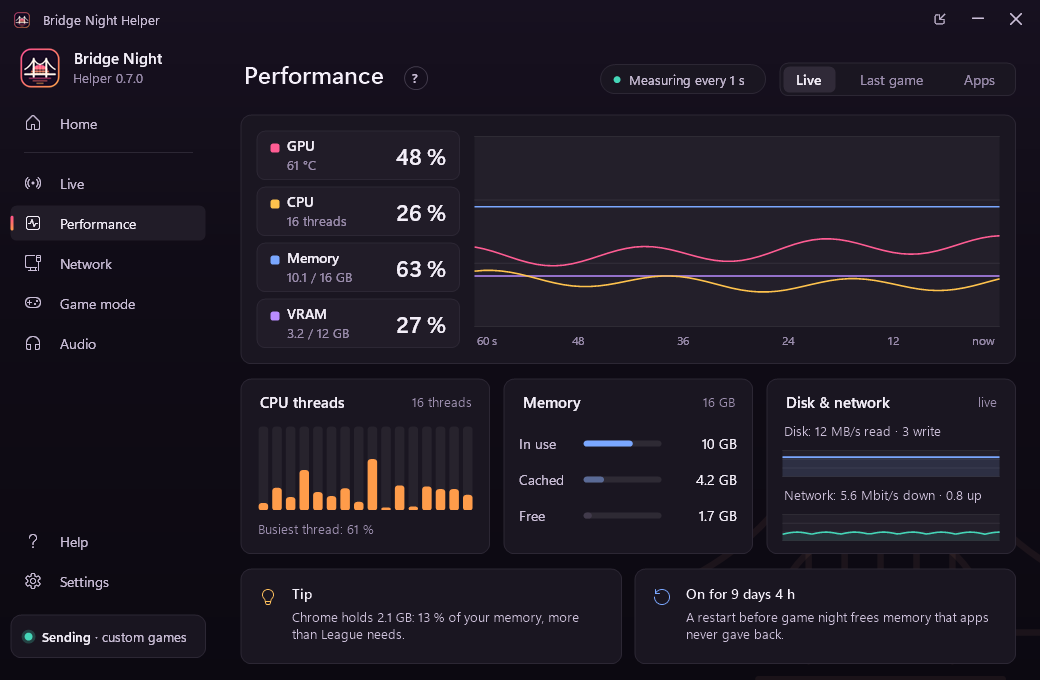 Bridge Night Helper
Bridge Night
Helper 0.7.0
Home
Live
Performance
Network
Game mode
Audio
? Help
Settings
Sending · custom games
Performance
?
Measuring every 1 s
Live
Last game
Apps
GPU
61 °C
48 %
CPU
16 threads
26 %
Memory
10.1 / 16 GB
63 %
VRAM
3.2 / 12 GB
27 %
60 s 48 36 24 12 now
CPU threads
16 threads
Busiest thread: 61 %
Memory
16 GB
In use 10 GB
Cached 4.2 GB
Free 1.7 GB
Disk & network
live
Disk: 12 MB/s read · 3 write
Network: 5.6 Mbit/s down · 0.8 up
Tip
Chrome holds 2.1 GB: 13 % of your memory, more
than League needs.
On for 9 days 4 h
A restart before game night frees memory that apps
never gave back.